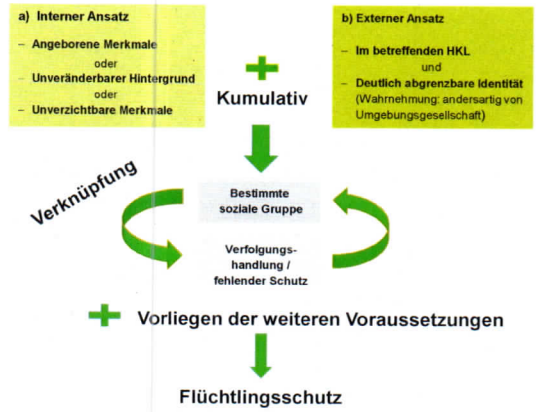 a) Interner Ansatz
– Angeborene Merkmale
oder
– Unveränderbarer Hintergrund
oder
– Unverzichtbare Merkmale
Kumulativ
b) Externer Ansatz
– Im betreffenden HKL
und
– Deutlich abgrenzbare Identität
(Wahrnehmung: andersartig von
Umgebungsgesellschaft)
Verknüpfung
Bestimmte
soziale Gruppe
Verfolgungs-
handlung /
fehlender Schutz
Vorliegen der weiteren Voraussetzungen
Flüchtlingsschutz